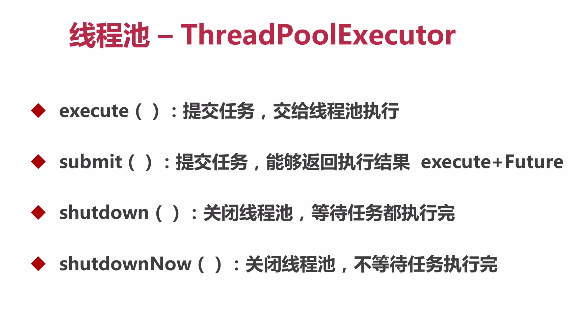 线程池 – ThreadPoolExecutor
execute（ ）：提交任务，交给线程池执行
submit（ ）：提交任务，能够返回执行结果 execute+Future
shutdown（ ）：关闭线程池，等待任务都执行完
shutdownNow（ ）：关闭线程池，不等待任务执行完